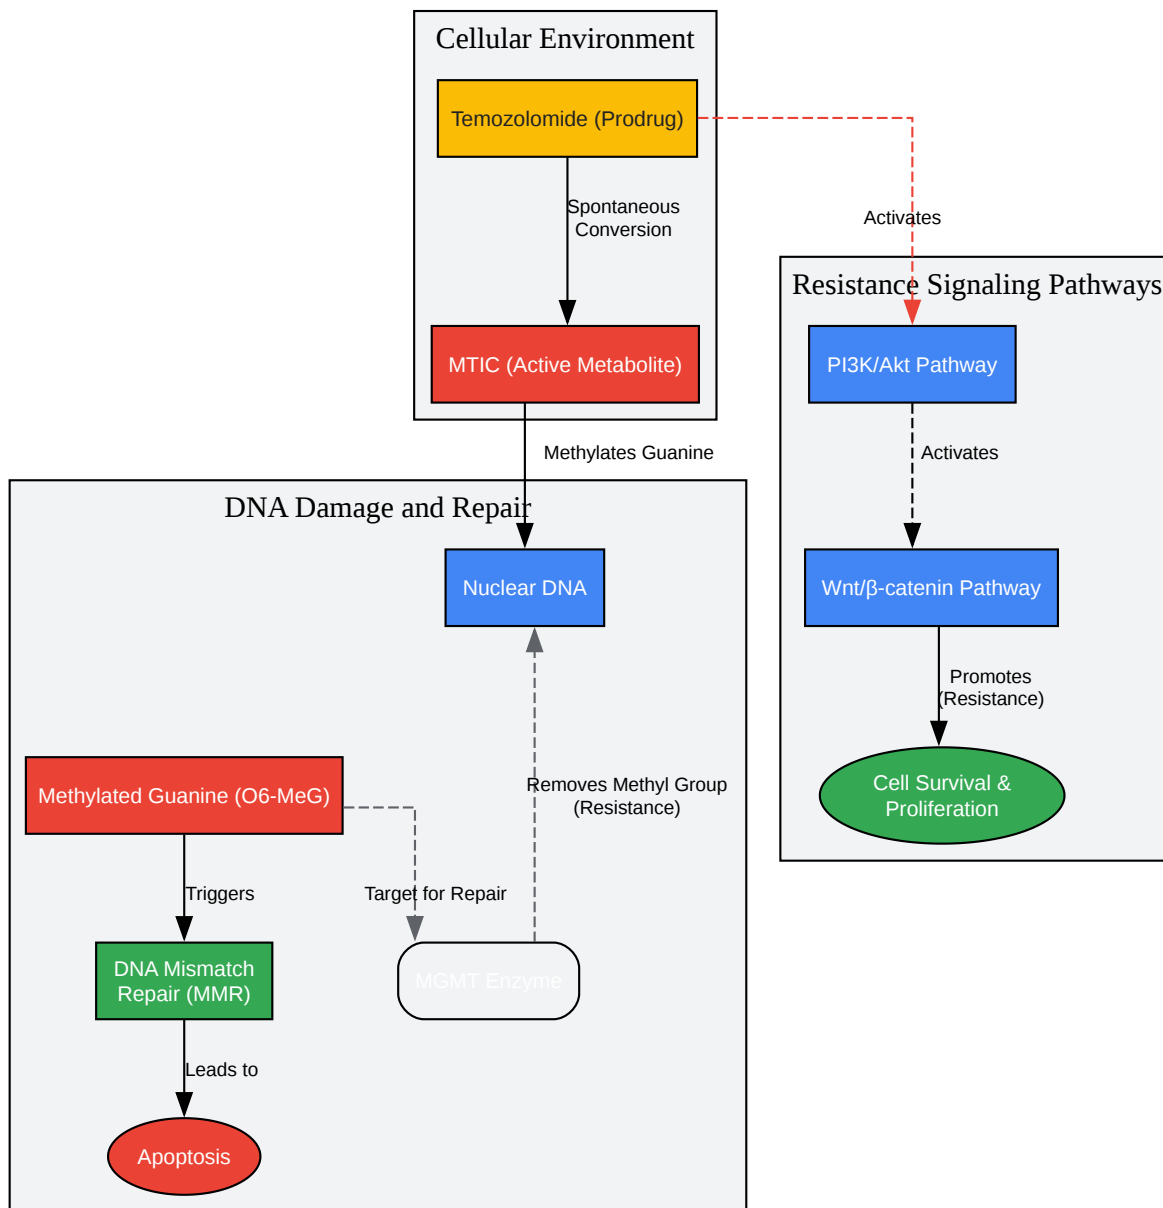 Cellular Environment
Temozolomide (Prodrug)
Spontaneous
Conversion
Activates
Resistance Signaling Pathways
MTIC (Active Metabolite)
PI3K/Akt Pathway
Methylates Guanine
Activates
DNA Damage and Repair
Nuclear DNA
Wnt/β-catenin Pathway
Promotes
(Resistance)
Methylated Guanine (O6-MeG)
Removes Methyl Group
(Resistance)
Cell Survival &
Proliferation
Triggers
Target for Repair
DNA Mismatch
Repair (MMR)
MGMT Enzyme
Leads to
Apoptosis